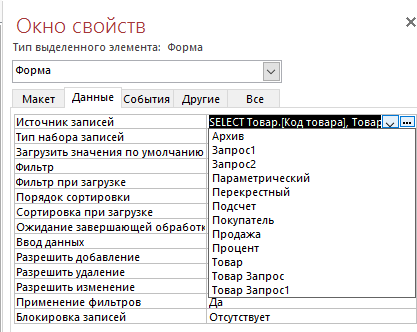 Окно свойств
Тип выделенного элемента: Форма
Форма
Макет Данные События Другие Все
Источник записей SELECT Товар.[Код товара], Товар
Тип набора записей
Загрузить значения по умолчанию
Фильтр
Фильтр при загрузке
Порядок сортировки
Сортировка при загрузке
Ожидание завершающей обработк
Ввод данных
Разрешить добавление
Разрешить удаление
Разрешить изменение
Применение фильтров Да
Блокировка записей Отсутствует
Архив
Запрос1
Запрос2
Параметрический
Перекрестный
Подсчет
Покупатель
Продажа
Процент
Товар
Товар Запрос
Товар Запрос1